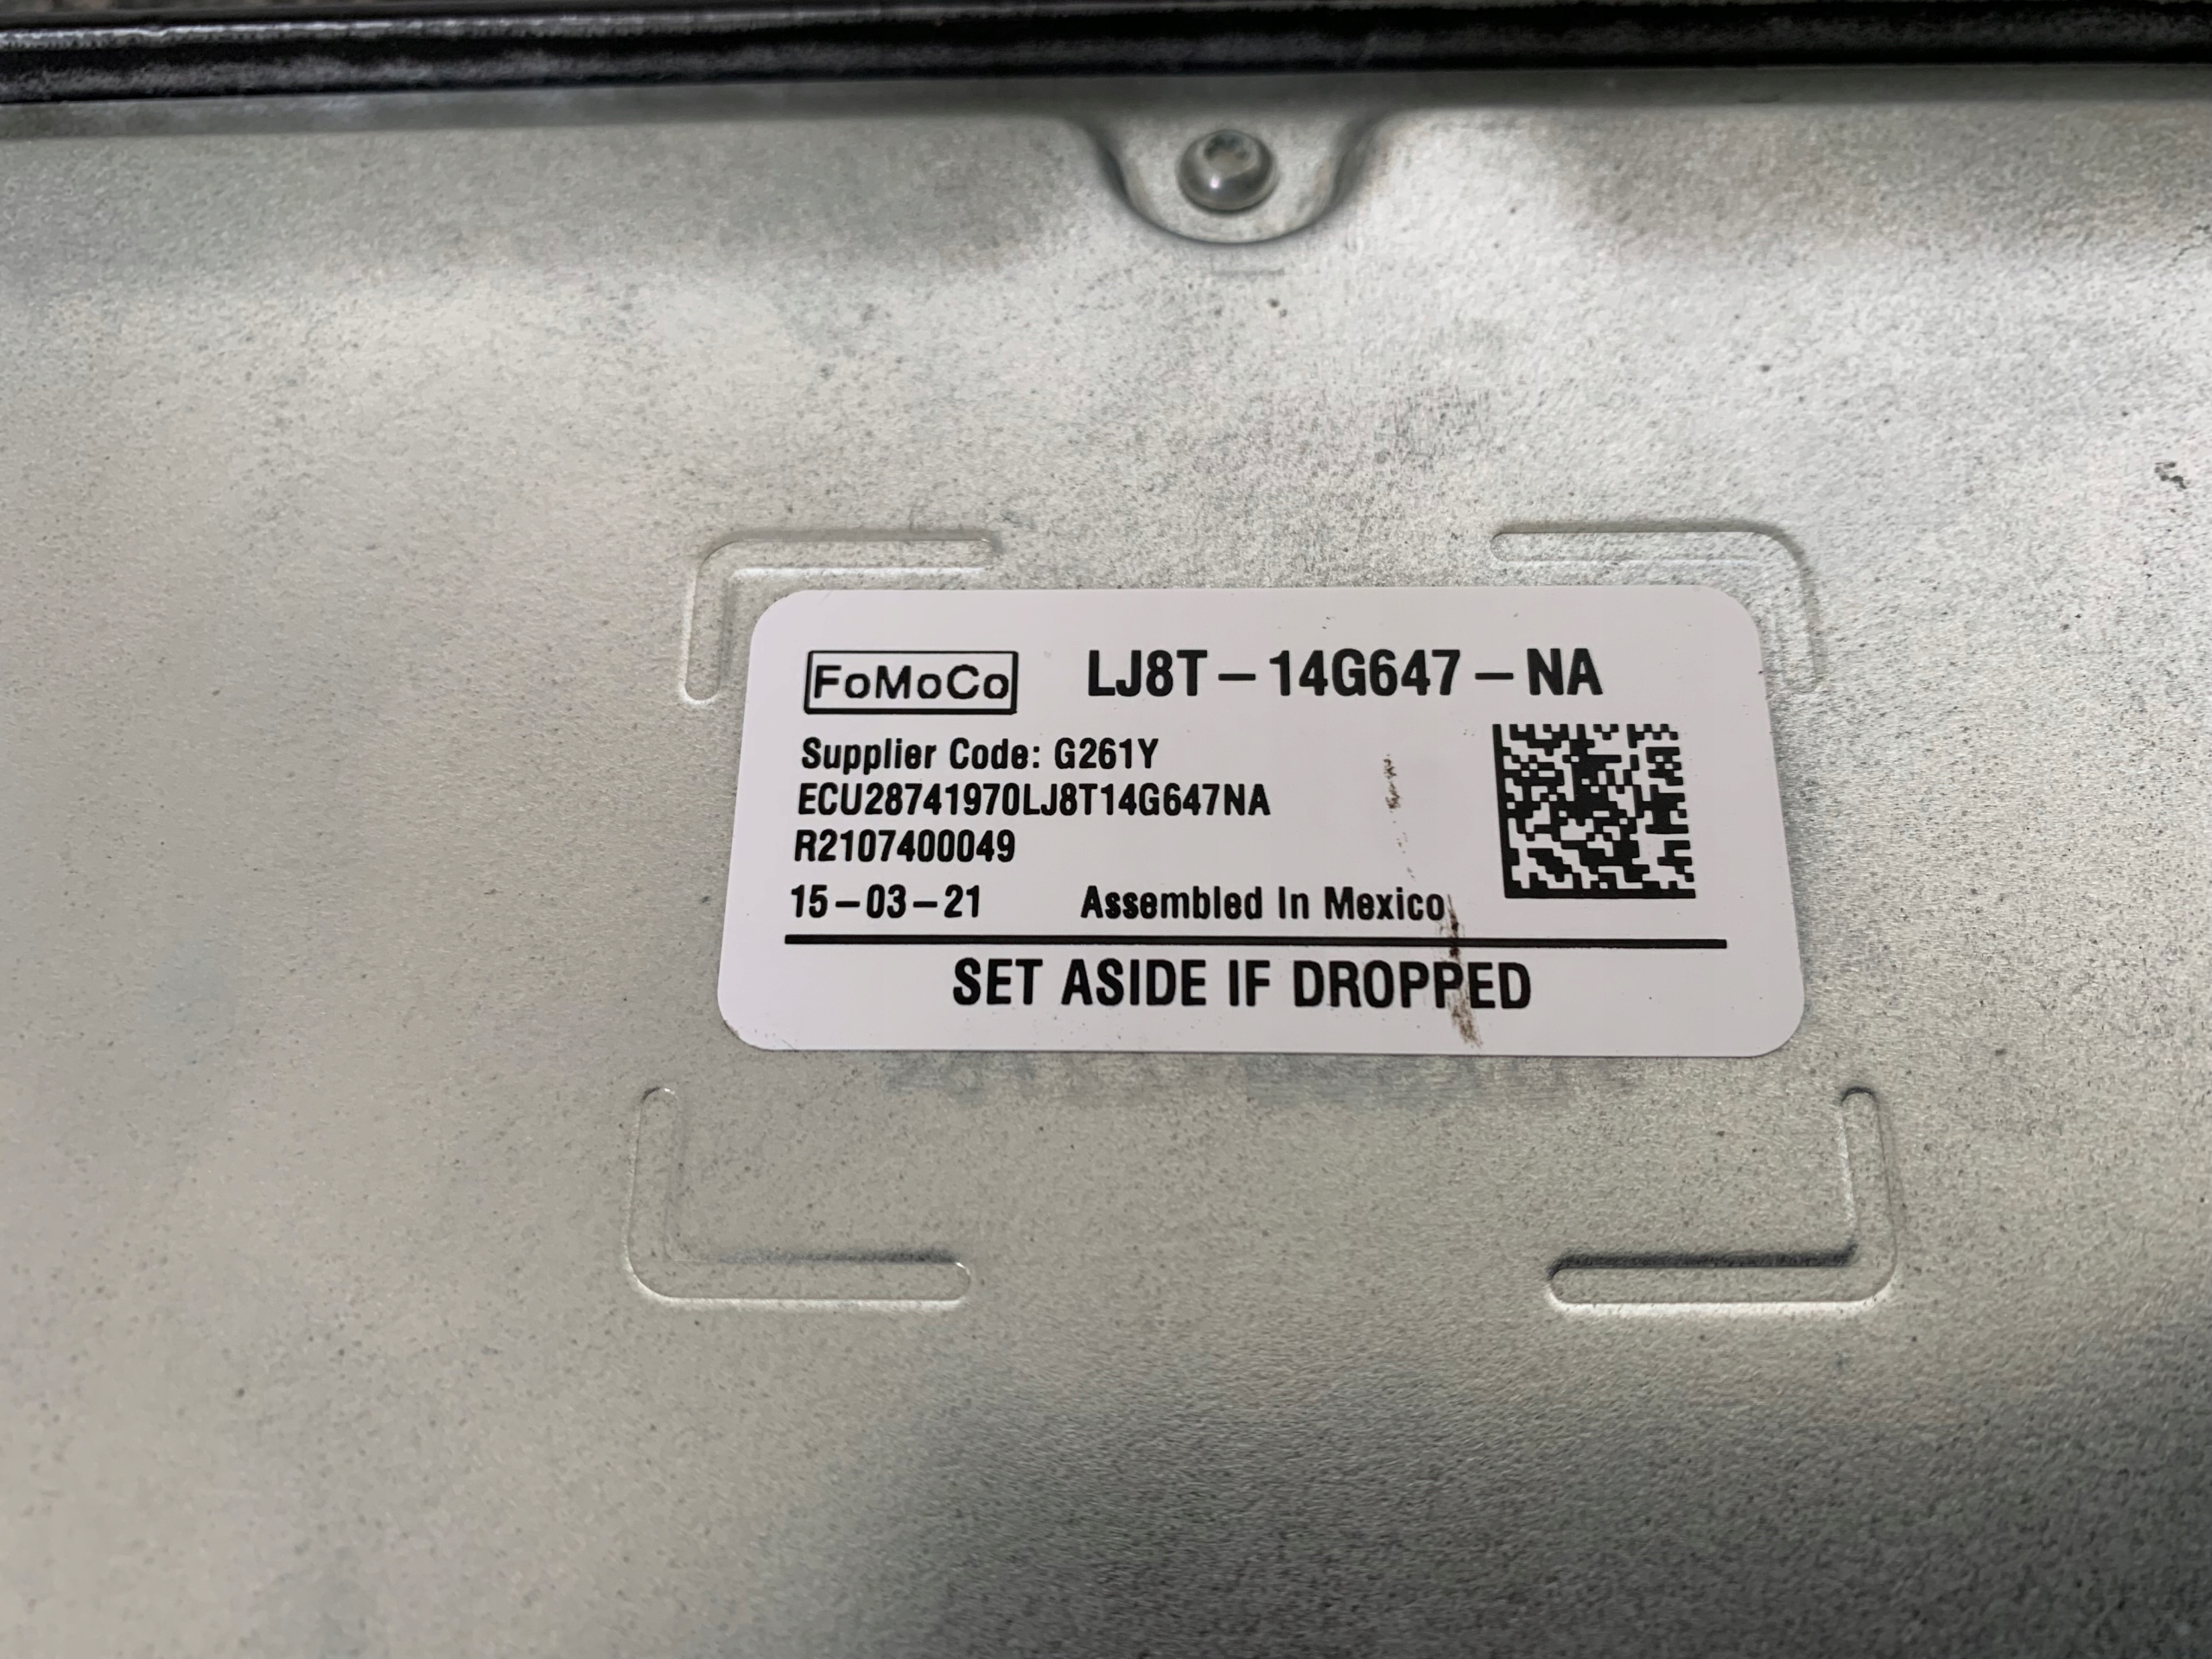 FoMoCo LJ8T-14G647-NA
Supplier Code: G261Y
ECU28741970LJ8T14G647NA
R2107400049
15-03-21 Assembled In Mexico
SET ASIDE IF DROPPED